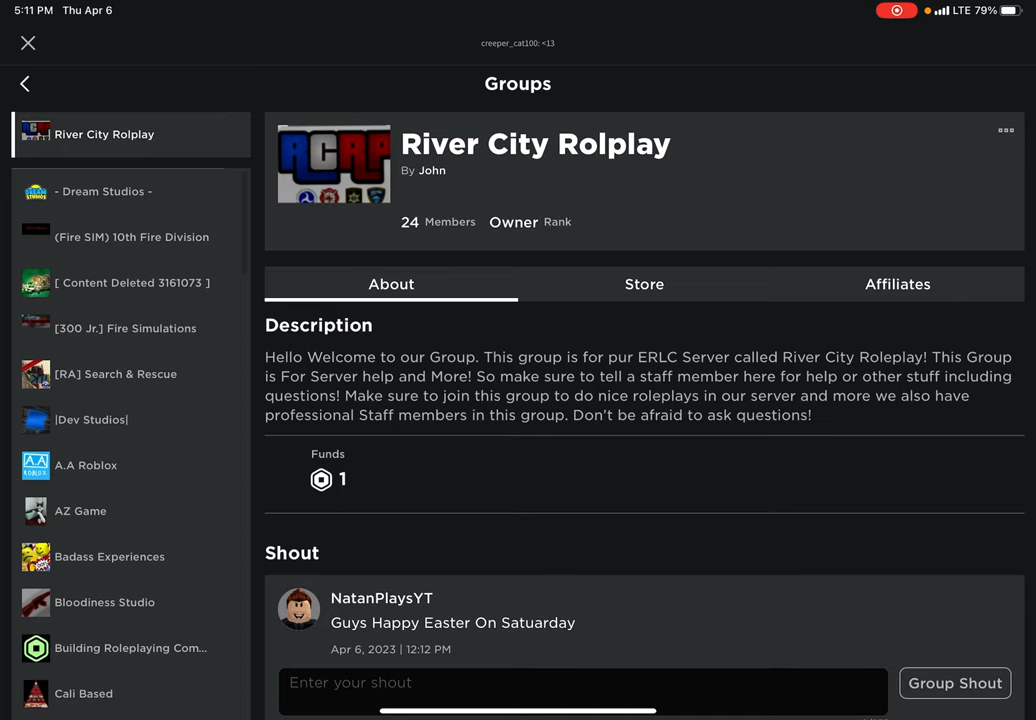 5:11 PM Thu Apr 6
LTE 79%
creeper_cat100: <13
Groups
River City Rolplay
- Dream Studios -
(Fire SIM) 10th Fire Division
[ Content Deleted 3161073 ]
[300 Jr.] Fire Simulations
[RA] Search & Rescue
|Dev Studios|
A.A Roblox
AZ Game
Badass Experiences
Bloodiness Studio
Building Roleplaying Com...
Cali Based
RCRP
River City Rolplay
By John
24 Members Owner Rank
About Store Affiliates
Description
Hello Welcome to our Group. This group is for pur ERLC Server called River City Roleplay! This Group
is For Server help and More! So make sure to tell a staff member here for help or other stuff including
questions! Make sure to join this group to do nice roleplays in our server and more we also have
professional Staff members in this group. Don't be afraid to ask questions!
Funds
1
Shout
NatanPlaysYT
Guys Happy Easter On Satuarday
Apr 6, 2023 | 12:12 PM
Enter your shout
Group Shout